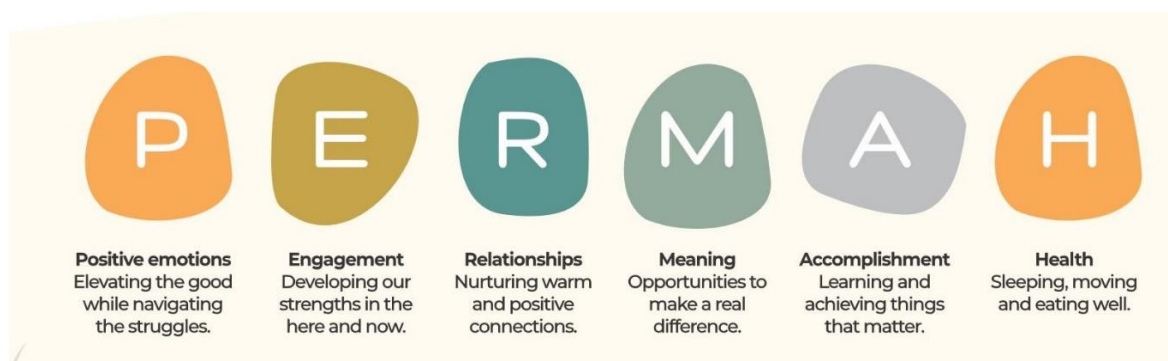 P E R M A H
Positive emotions
Elevating the good
while navigating
the struggles.
Engagement
Developing our
strengths in the
here and now.
Relationships
Nurturing warm
and positive
connections.
Meaning
Opportunities to
make a real
difference.
Accomplishment
Learning and
achieving things
that matter.
Health
Sleeping, moving
and eating well.